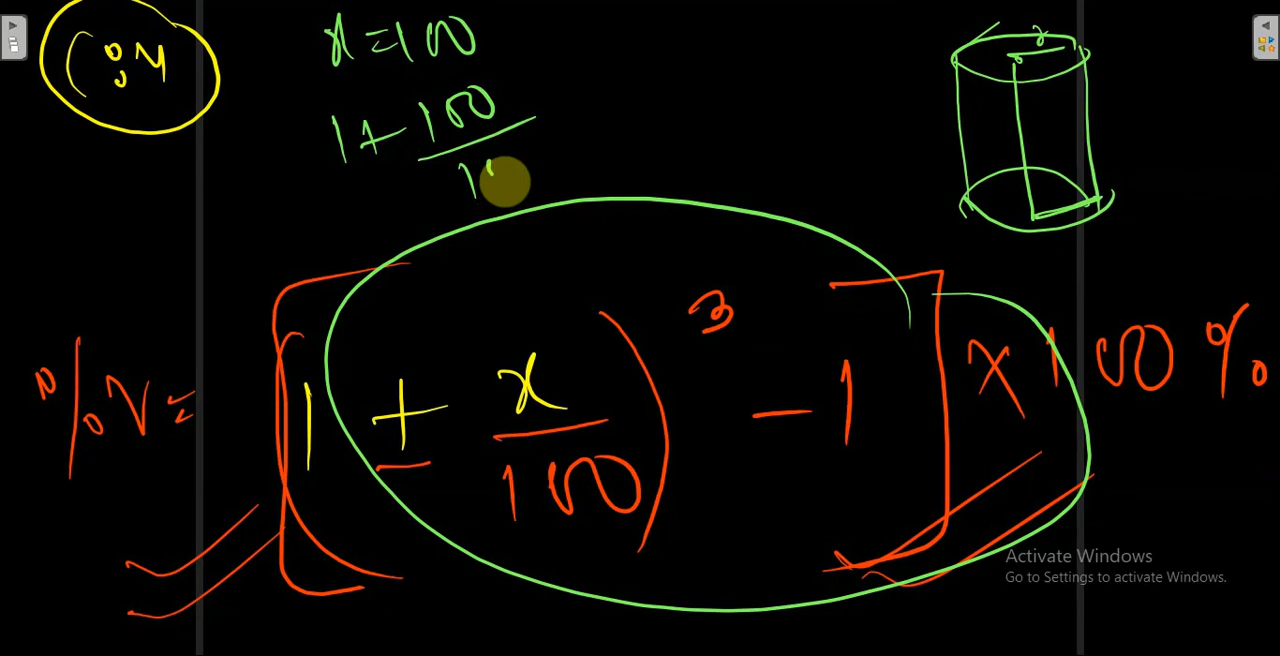 x = 100
1 + 100
r
% V = [(1 ± x/100)³ - 1] × 100 %
Activate Windows
Go to Settings to activate Windows.